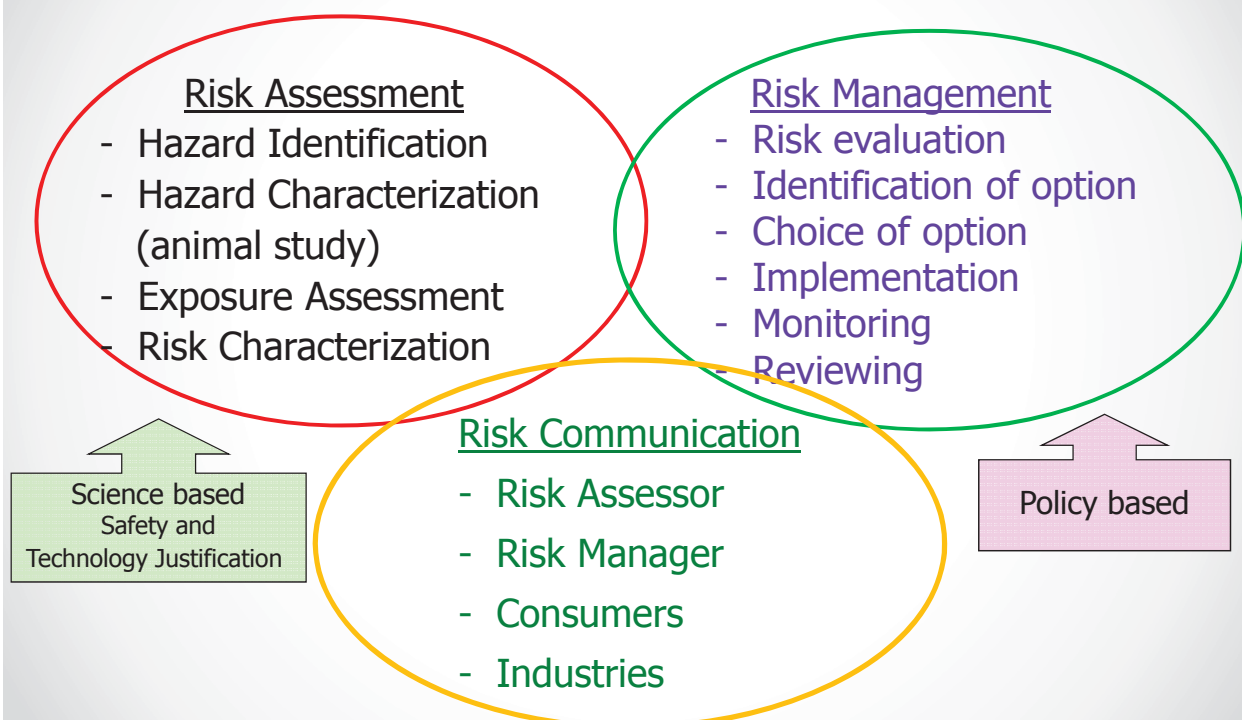 Risk Assessment
- Hazard Identification
- Hazard Characterization
(animal study)
- Exposure Assessment
- Risk Characterization
Risk Management
- Risk evaluation
- Identification of option
- Choice of option
- Implementation
- Monitoring
- Reviewing
Science based
Safety and
Technology Justification
Risk Communication
- Risk Assessor
- Risk Manager
- Consumers
- Industries
Policy based